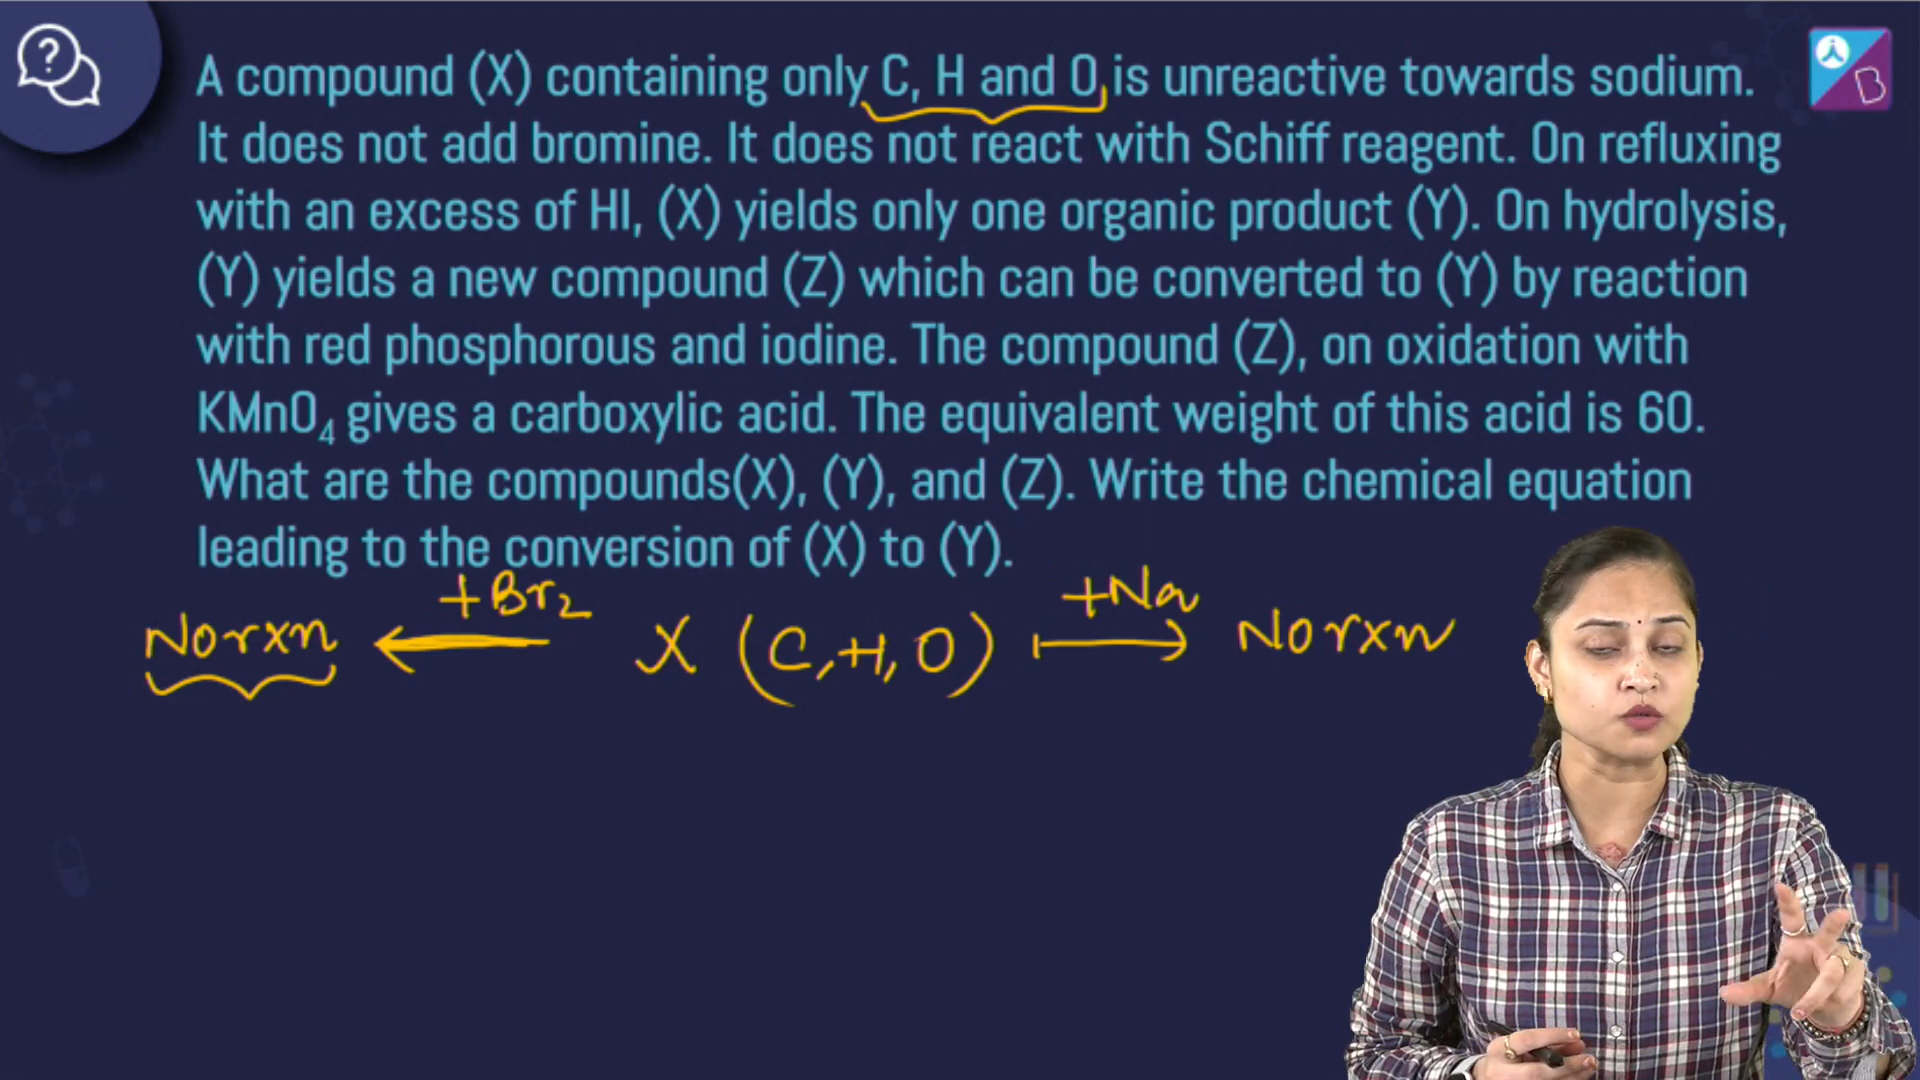 A compound (X) containing only C, H and O, is unreactive towards sodium.
It does not add bromine. It does not react with Schiff reagent. On refluxing
with an excess of HI, (X) yields only one organic product (Y). On hydrolysis,
(Y) yields a new compound (Z) which can be converted to (Y) by reaction
with red phosphorous and iodine. The compound (Z), on oxidation with
KMnO₄ gives a carboxylic acid. The equivalent weight of this acid is 60.
What are the compounds(X), (Y), and (Z). Write the chemical equation
leading to the conversion of (X) to (Y).
Norxn ← +Br₂ X (C,H,O) +Na → Norxn